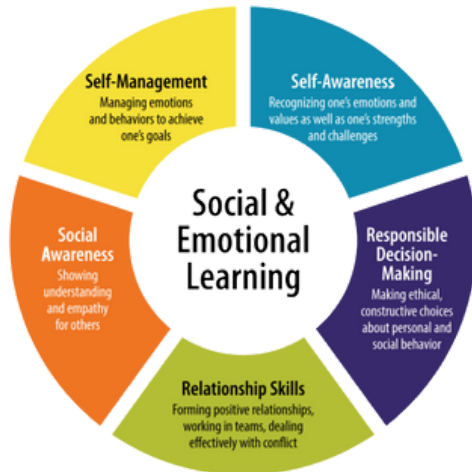 Social &
Emotional
Learning
Self-Management
Managing emotions
and behaviors to achieve
one's goals
Self-Awareness
Recognizing one's emotions and
values as well as one's strengths
and challenges
Social
Awareness
Showing
understanding
and empathy
for others
Responsible
Decision-
Making
Making ethical,
constructive choices
about personal and
social behavior
Relationship Skills
Forming positive relationships,
working in teams, dealing
effectively with conflict